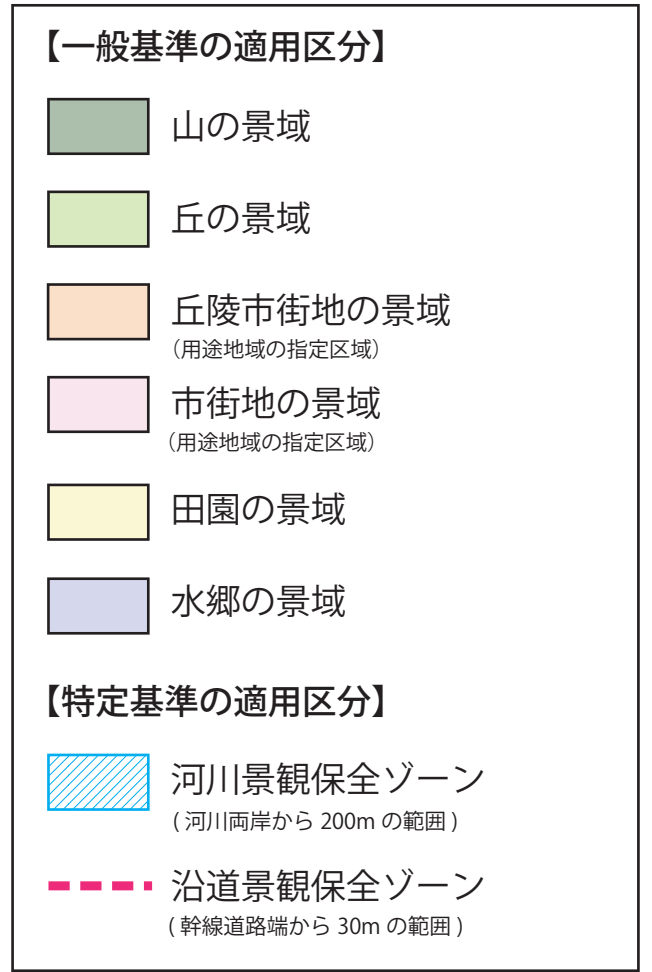 【一般基準の適用区分】
山の景域
丘の景域
丘陵市街地の景域
（用途地域の指定区域）
市街地の景域
（用途地域の指定区域）
田園の景域
水郷の景域
【特定基準の適用区分】
河川景観保全ゾーン
( 河川両岸から 200m の範囲 )
沿道景観保全ゾーン
( 幹線道路端から 30m の範囲 )